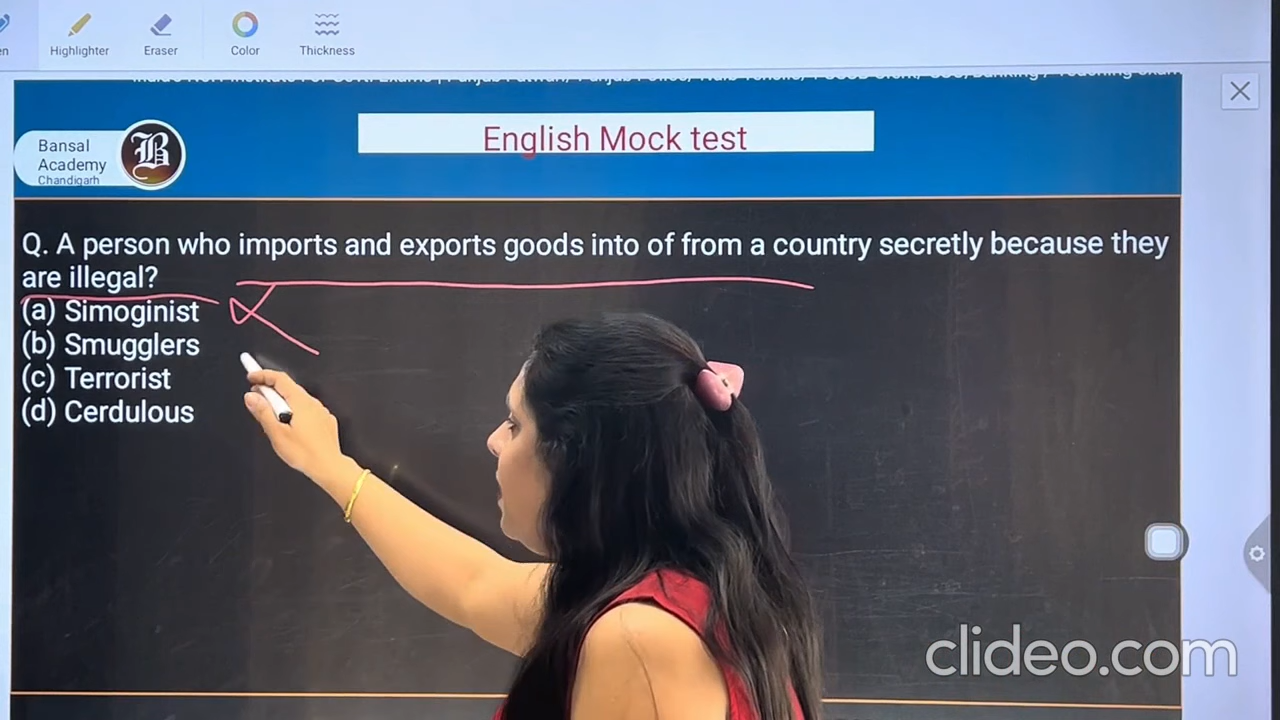 Highlighter
Eraser
Color
Thickness
Bansal
Academy
Chandigarh
B
English Mock test
Q. A person who imports and exports goods into of from a country secretly because they
are illegal?
(a) Simoginist
(b) Smugglers
(c) Terrorist
(d) Cerdulous
clideo.com